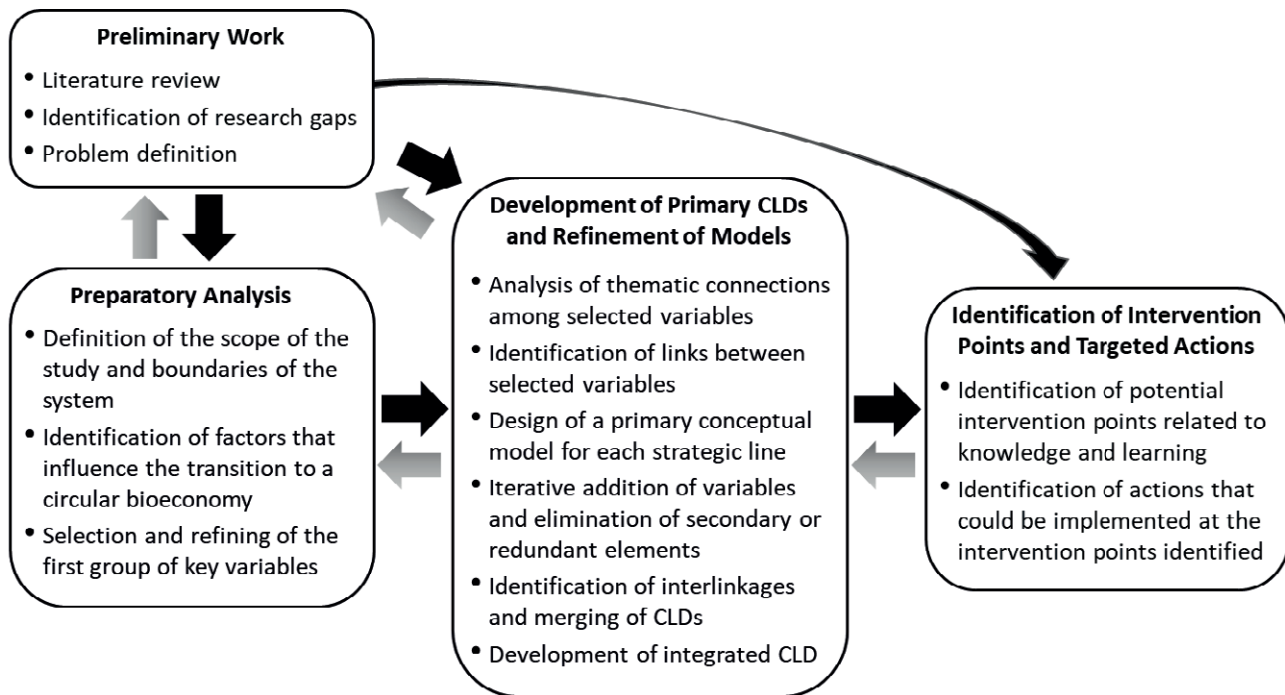 Preliminary Work
• Literature review
• Identification of research gaps
• Problem definition
Preparatory Analysis
• Definition of the scope of the
study and boundaries of the
system
• Identification of factors that
influence the transition to a
circular bioeconomy
• Selection and refining of the
first group of key variables
Development of Primary CLDs
and Refinement of Models
• Analysis of thematic connections
among selected variables
• Identification of links between
selected variables
• Design of a primary conceptual
model for each strategic line
• Iterative addition of variables
and elimination of secondary or
redundant elements
• Identification of interlinkages
and merging of CLDs
• Development of integrated CLD
Identification of Intervention
Points and Targeted Actions
• Identification of potential
intervention points related to
knowledge and learning
• Identification of actions that
could be implemented at the
intervention points identified